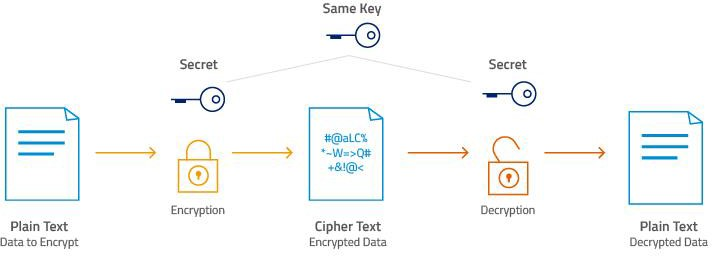 Same Key
Secret
Secret
#@aLC%
*~W=>Q#
+&!@<
Encryption
Decryption
Plain Text
Data to Encrypt
Cipher Text
Encrypted Data
Plain Text
Decrypted Data